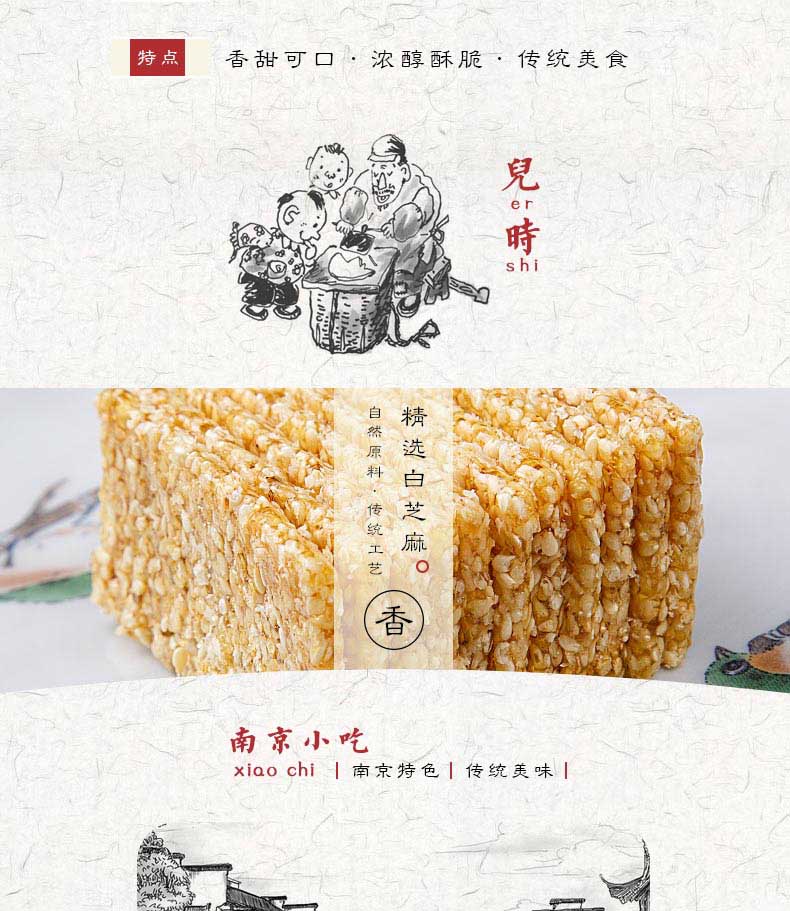 特点
香甜可口·浓醇酥脆·传统美食
兒
er
時
shi
精选白芝麻
自然原料·传统工艺
香
南京小吃
xiao chi | 南京特色 | 传统美味 |